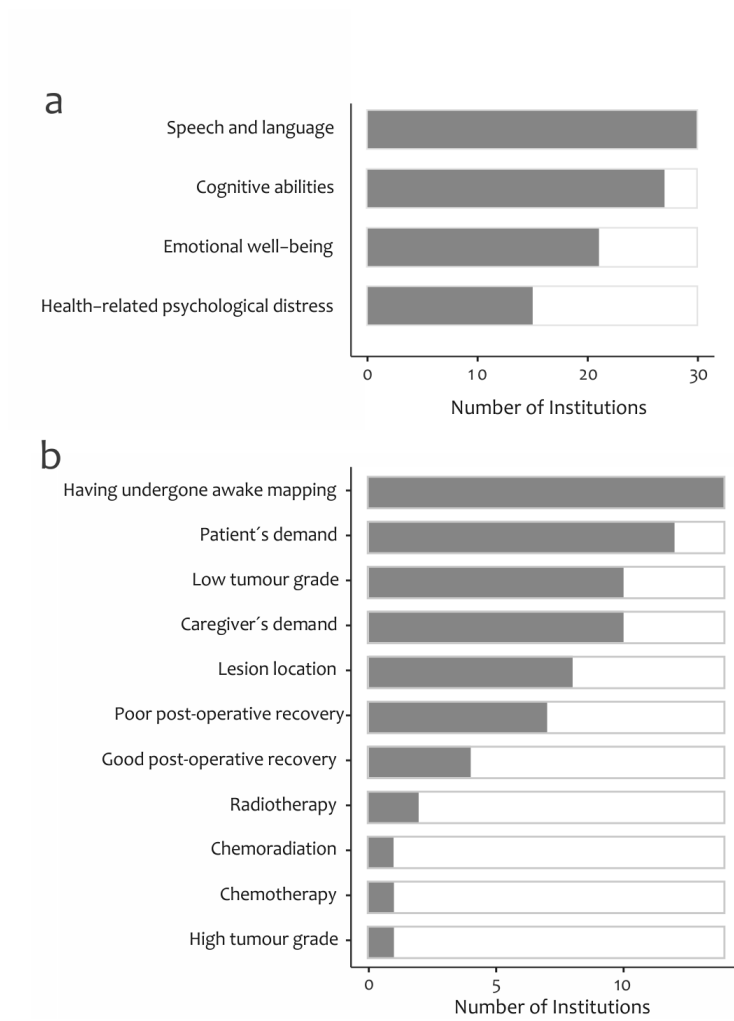 a
Speech and language
Cognitive abilities
Emotional well–being
Health–related psychological distress
0 10 20 30
Number of Institutions
b
Having undergone awake mapping
Patient´s demand
Low tumour grade
Caregiver´s demand
Lesion location
Poor post-operative recovery
Good post-operative recovery
Radiotherapy
Chemoradiation
Chemotherapy
High tumour grade
0 5 10
Number of Institutions